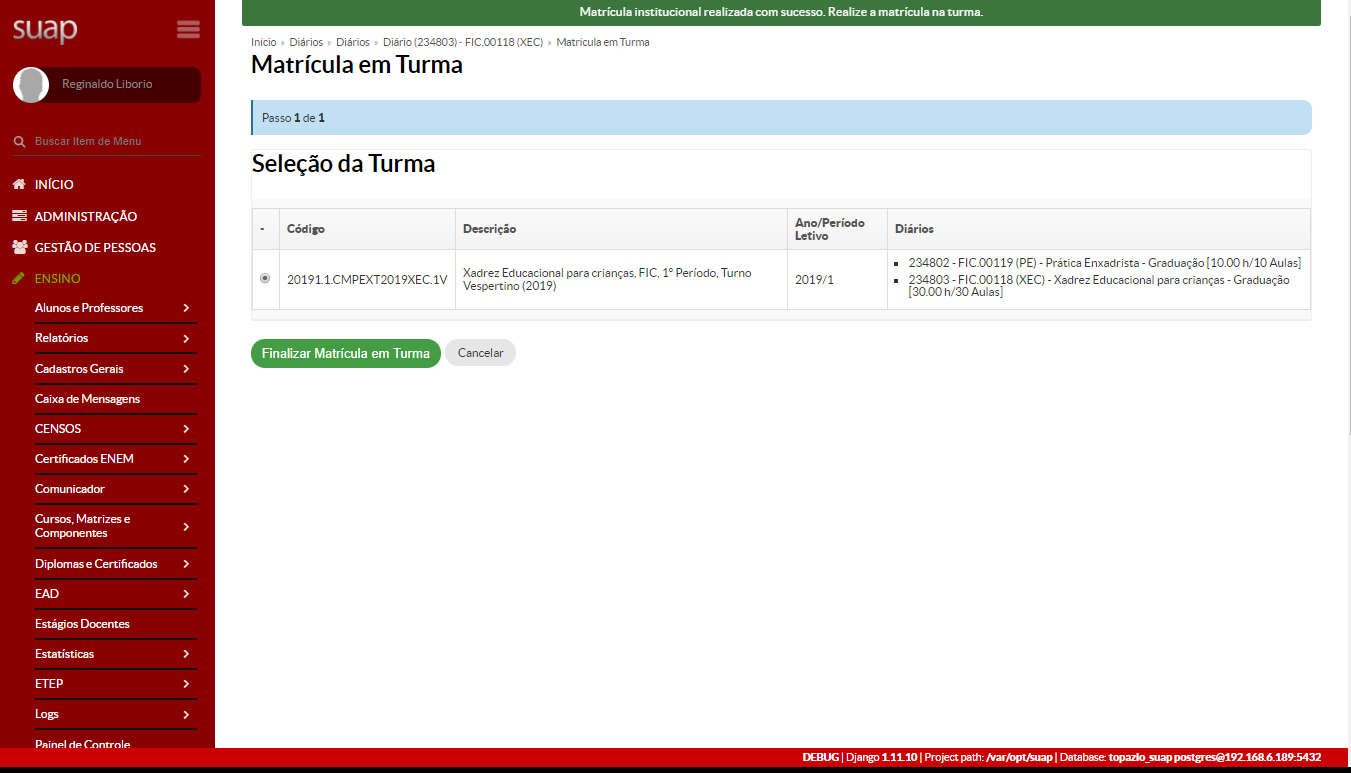 Matrícula institucional realizada com sucesso. Realize a matrícula na turma.
suap
Reginaldo Liborio
Buscar Item de Menu
INÍCIO
ADMINISTRAÇÃO
GESTÃO DE PESSOAS
ENSINO
Alunos e Professores
Relatórios
Cadastros Gerais
Caixa de Mensagens
CENSOS
Certificados ENEM
Comunicador
Cursos, Matrizes e
Componentes
Diplomas e Certificados
EAD
Estágios Docentes
Estatísticas
ETEP
Logs
Painel de Controle
Início » Diários » Diários » Diário (234803) - FIC.00118 (XEC) » Matrícula em Turma
Matrícula em Turma
Passo 1 de 1
Seleção da Turma
- Código Descrição Ano/Período
Letivo Diários
20191.1.CMPEXT2019XEC.1V
Xadrez Educacional para crianças, FIC, 1º Período, Turno
Vespertino (2019)
2019/1
234802 - FIC.00119 (PE) - Prática Enxadrista - Graduação [10.00 h/10 Aulas]
234803 - FIC.00118 (XEC) - Xadrez Educacional para crianças - Graduação
[30.00 h/30 Aulas]
Finalizar Matrícula em Turma Cancelar
DEBUG | Django 1.11.10 | Project path: /var/opt/suap | Database: topazio_suap postgres@192.168.6.189:5432